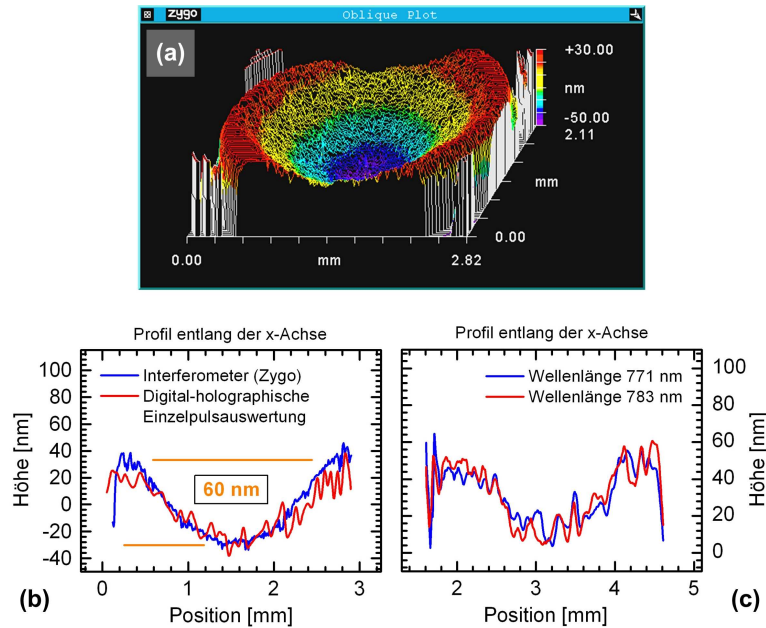 zygo
Oblique Plot
(a)
+30.00
nm
-50.00
2.11
mm
0.00
0.00
mm
2.82
Profil entlang der x-Achse
Interferometer (Zygo)
Digital-holographische
Einzelpulsauswertung
60 nm
Höhe [nm]
100
80
60
40
20
0
-20
-40
0
1
2
3
Position [mm]
(b)
Profil entlang der x-Achse
Wellenlänge 771 nm
Wellenlänge 783 nm
100
80
60
40
20
0
Höhe [nm]
2
3
4
5
Position [mm]
(c)